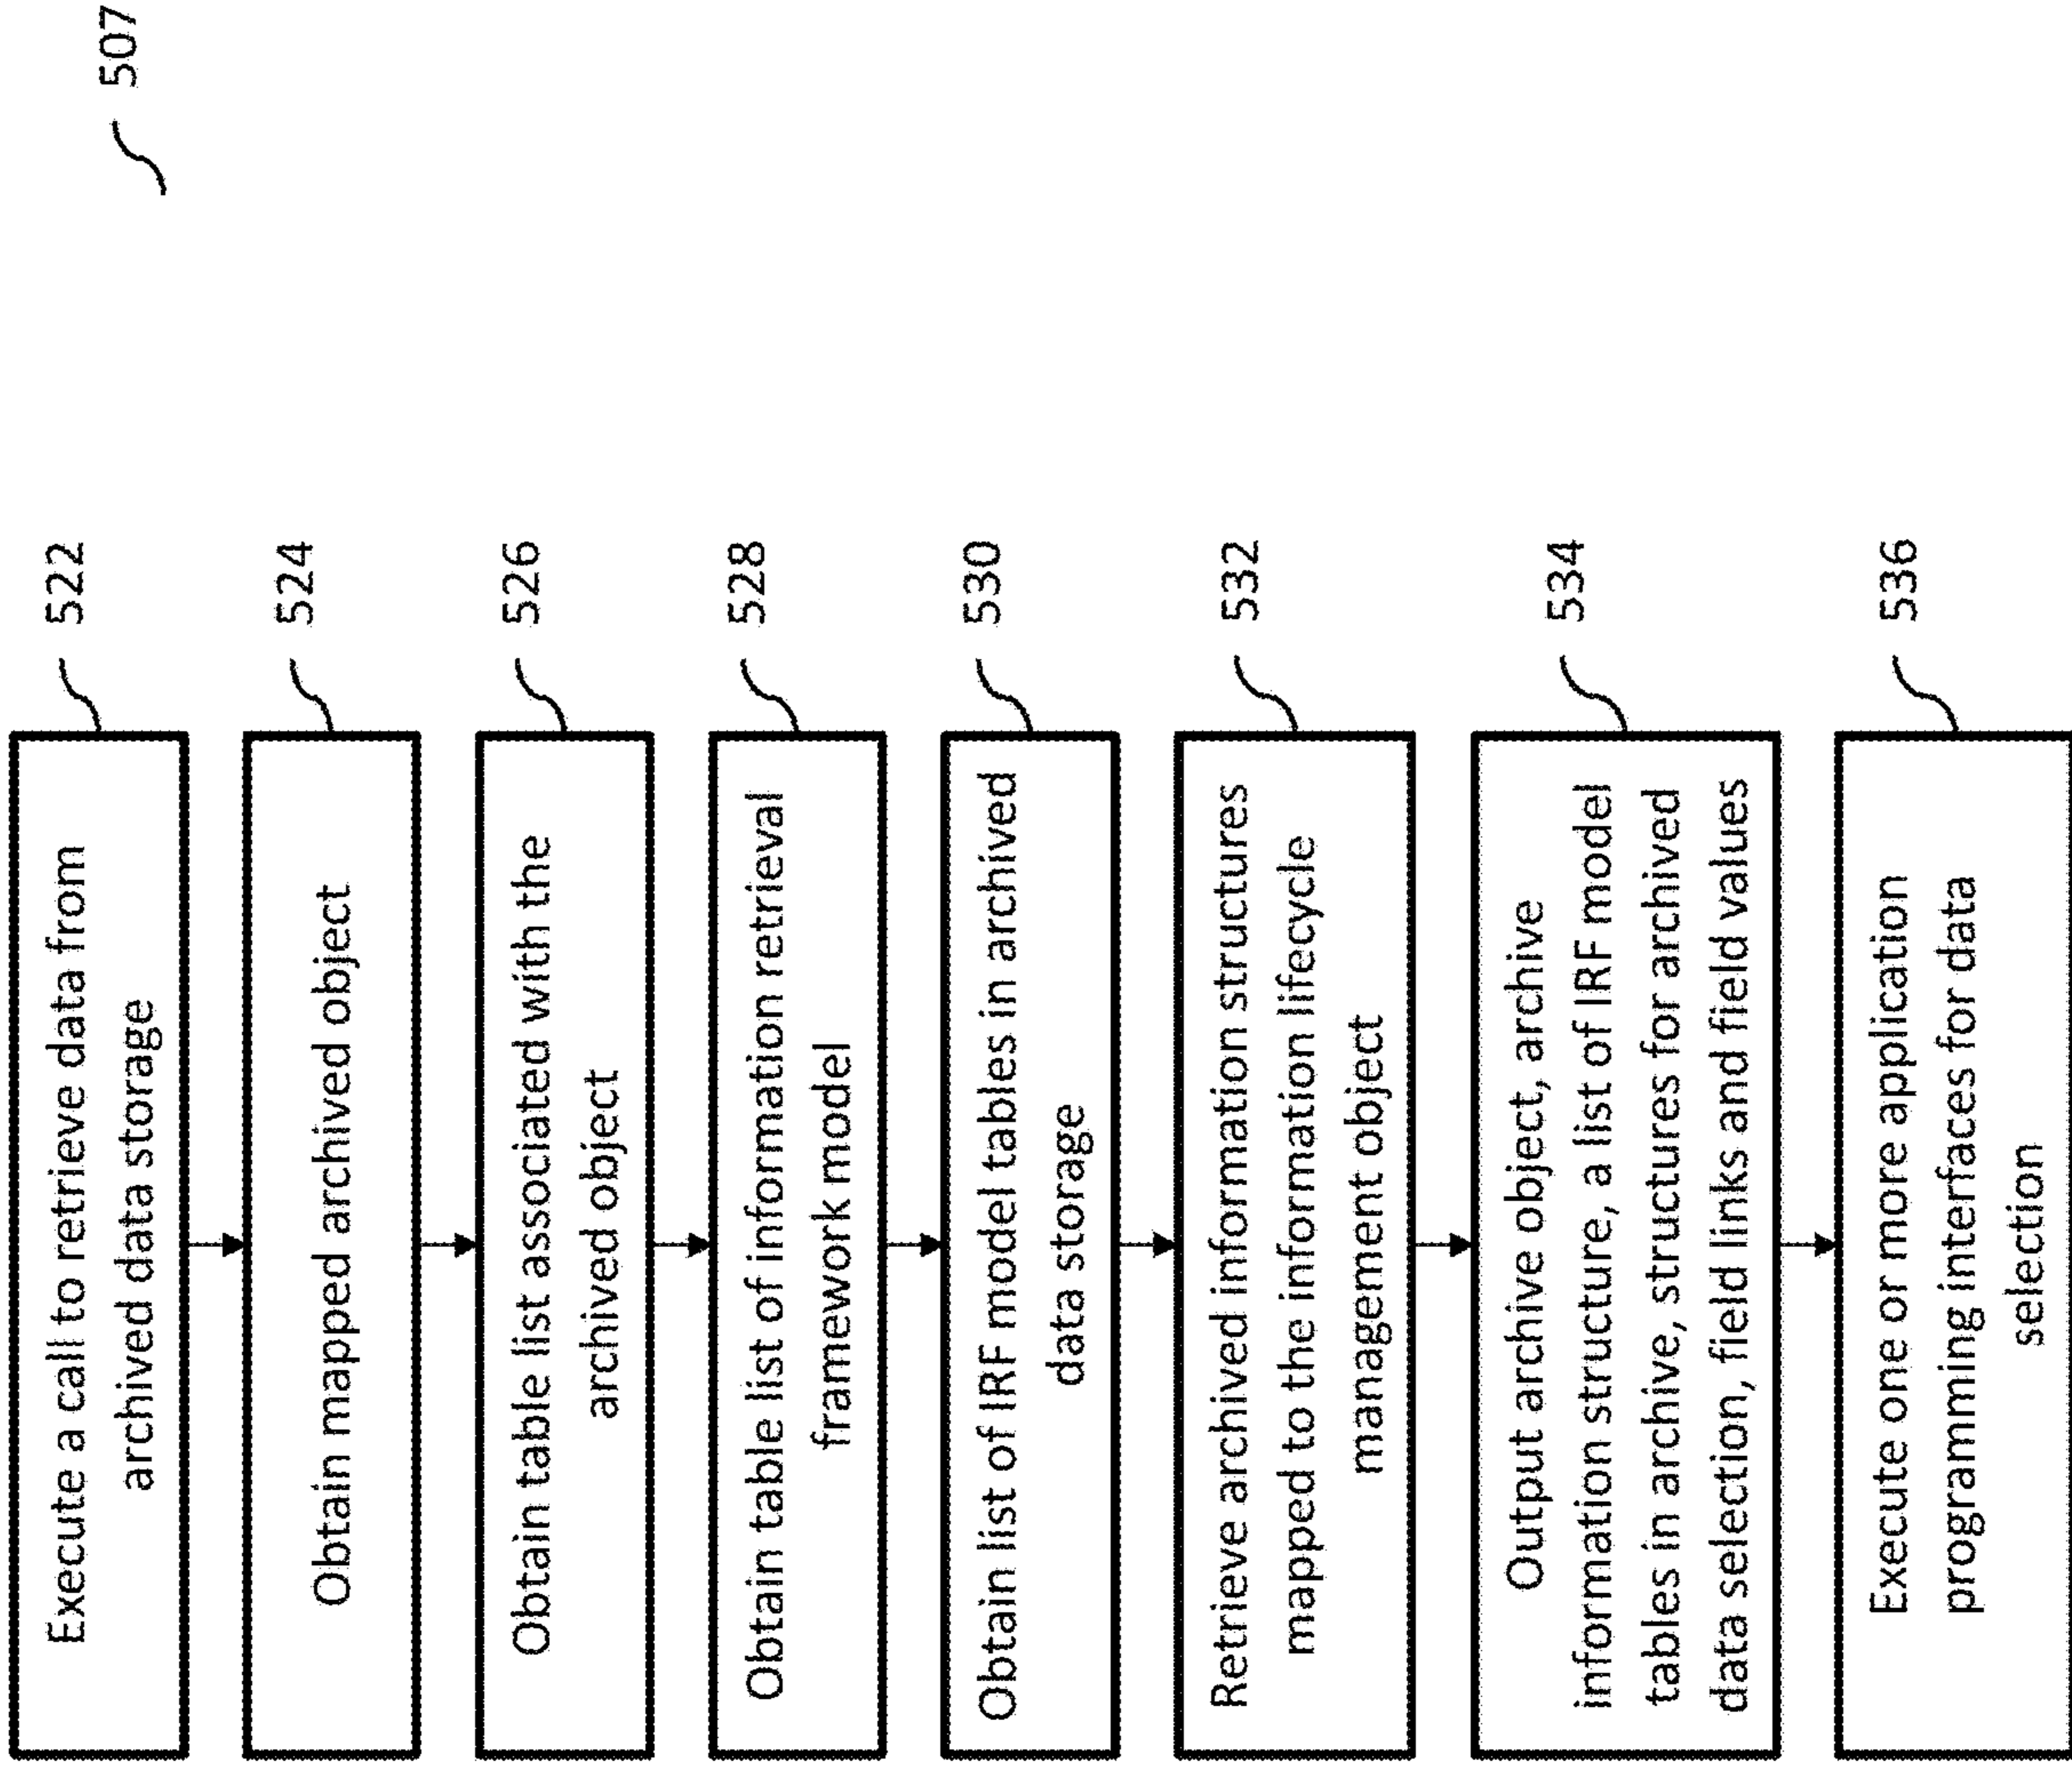 507
Execute a call to retrieve data from
archived data storage
522
Obtain mapped archived object
524
Obtain table list associated with the
archived object
526
Obtain table list of information retrieval
framework model
528
Obtain list of IRF model tables in archived
data storage
530
Retrieve archived information structures
mapped to the information lifecycle
management object
532
Output archive object, archive
information structure, a list of IRF model
tables in archive, structures for archived
data selection, field links and field values
534
Execute one or more application
programming interfaces for data
selection
536